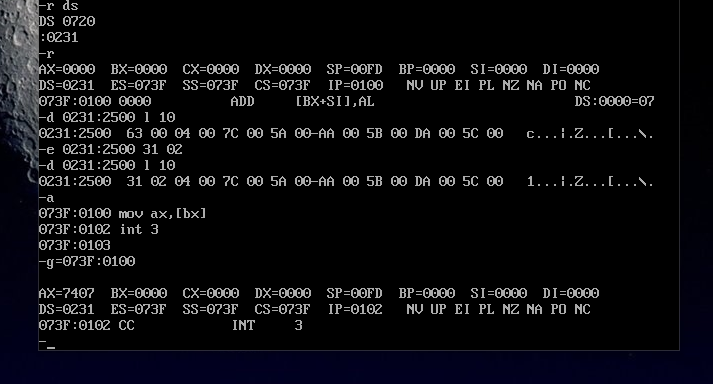 -r ds
DS 0720
:0231
-r
AX=0000  BX=0000  CX=0000  DX=0000  SP=00FD  BP=0000  SI=0000  DI=0000
DS=0231  ES=073F  SS=073F  CS=073F  IP=0100   NV UP EI PL NZ NA PO NC
073F:0100 0000          ADD     [BX+SI],AL                         DS:0000=07
-d 0231:2500 l 10
0231:2500  63 00 04 00 7C 00 5A 00-AA 00 5B 00 DA 00 5C 00   c...|.Z...[...\.
-e 0231:2500 31 02
-d 0231:2500 l 10
0231:2500  31 02 04 00 7C 00 5A 00-AA 00 5B 00 DA 00 5C 00   1...|.Z...[...\.
-a
073F:0100 mov ax,[bx]
073F:0102 int 3
073F:0103
-g=073F:0100
AX=7407  BX=0000  CX=0000  DX=0000  SP=00FD  BP=0000  SI=0000  DI=0000
DS=0231  ES=073F  SS=073F  CS=073F  IP=0102   NV UP EI PL NZ NA PO NC
073F:0102 CC            INT     3
-_